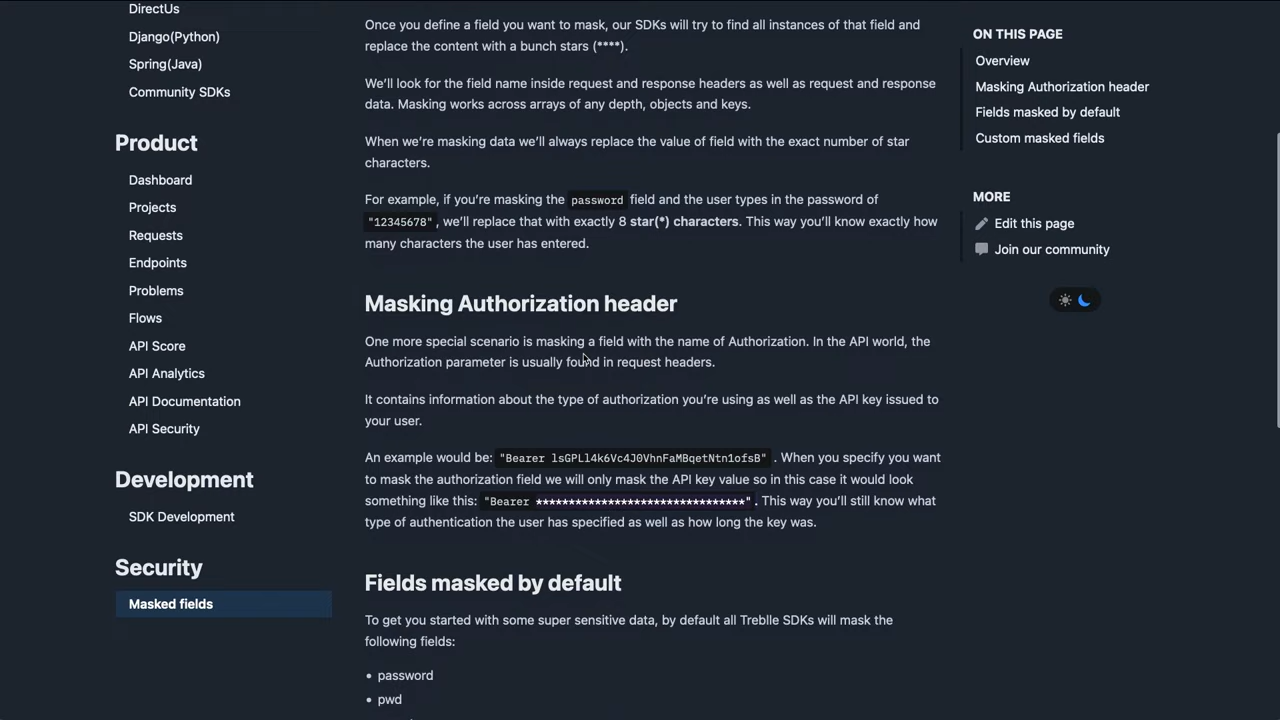 DirectUs
Django(Python)
Spring(Java)
Community SDKs
Product
Dashboard
Projects
Requests
Endpoints
Problems
Flows
API Score
API Analytics
API Documentation
API Security
Development
SDK Development
Security
Masked fields
Once you define a field you want to mask, our SDKs will try to find all instances of that field and
replace the content with a bunch stars (****).
We'll look for the field name inside request and response headers as well as request and response
data. Masking works across arrays of any depth, objects and keys.
When we're masking data we'll always replace the value of field with the exact number of star
characters.
For example, if you're masking the password field and the user types in the password of
"12345678", we'll replace that with exactly 8 star(*) characters. This way you'll know exactly how
many characters the user has entered.
Masking Authorization header
One more special scenario is masking a field with the name of Authorization. In the API world, the
Authorization parameter is usually found in request headers.
It contains information about the type of authorization you're using as well as the API key issued to
your user.
An example would be: "Bearer lsGPLl4k6Vc4J0VhnFaMBqetNtn1ofsB" . When you specify you want
to mask the authorization field we will only mask the API key value so in this case it would look
something like this: "Bearer ********************************". This way you'll still know what
type of authentication the user has specified as well as how long the key was.
Fields masked by default
To get you started with some super sensitive data, by default all Treblle SDKs will mask the
following fields:
• password
• pwd
ON THIS PAGE
Overview
Masking Authorization header
Fields masked by default
Custom masked fields
MORE
Edit this page
Join our community